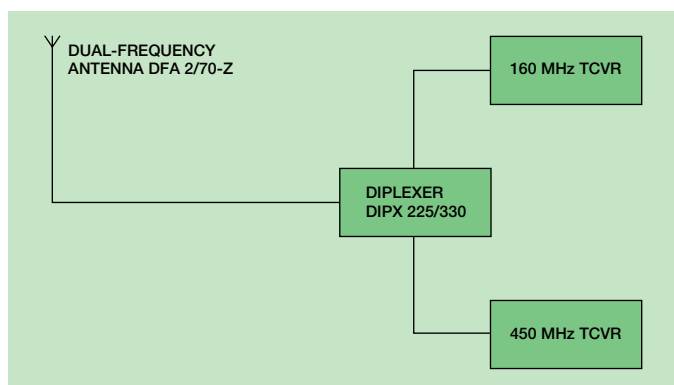 DUAL-FREQUENCY
ANTENNA DFA 2/70-Z
160 MHz TCVR
DIPLEXER
DIPX 225/330
450 MHz TCVR